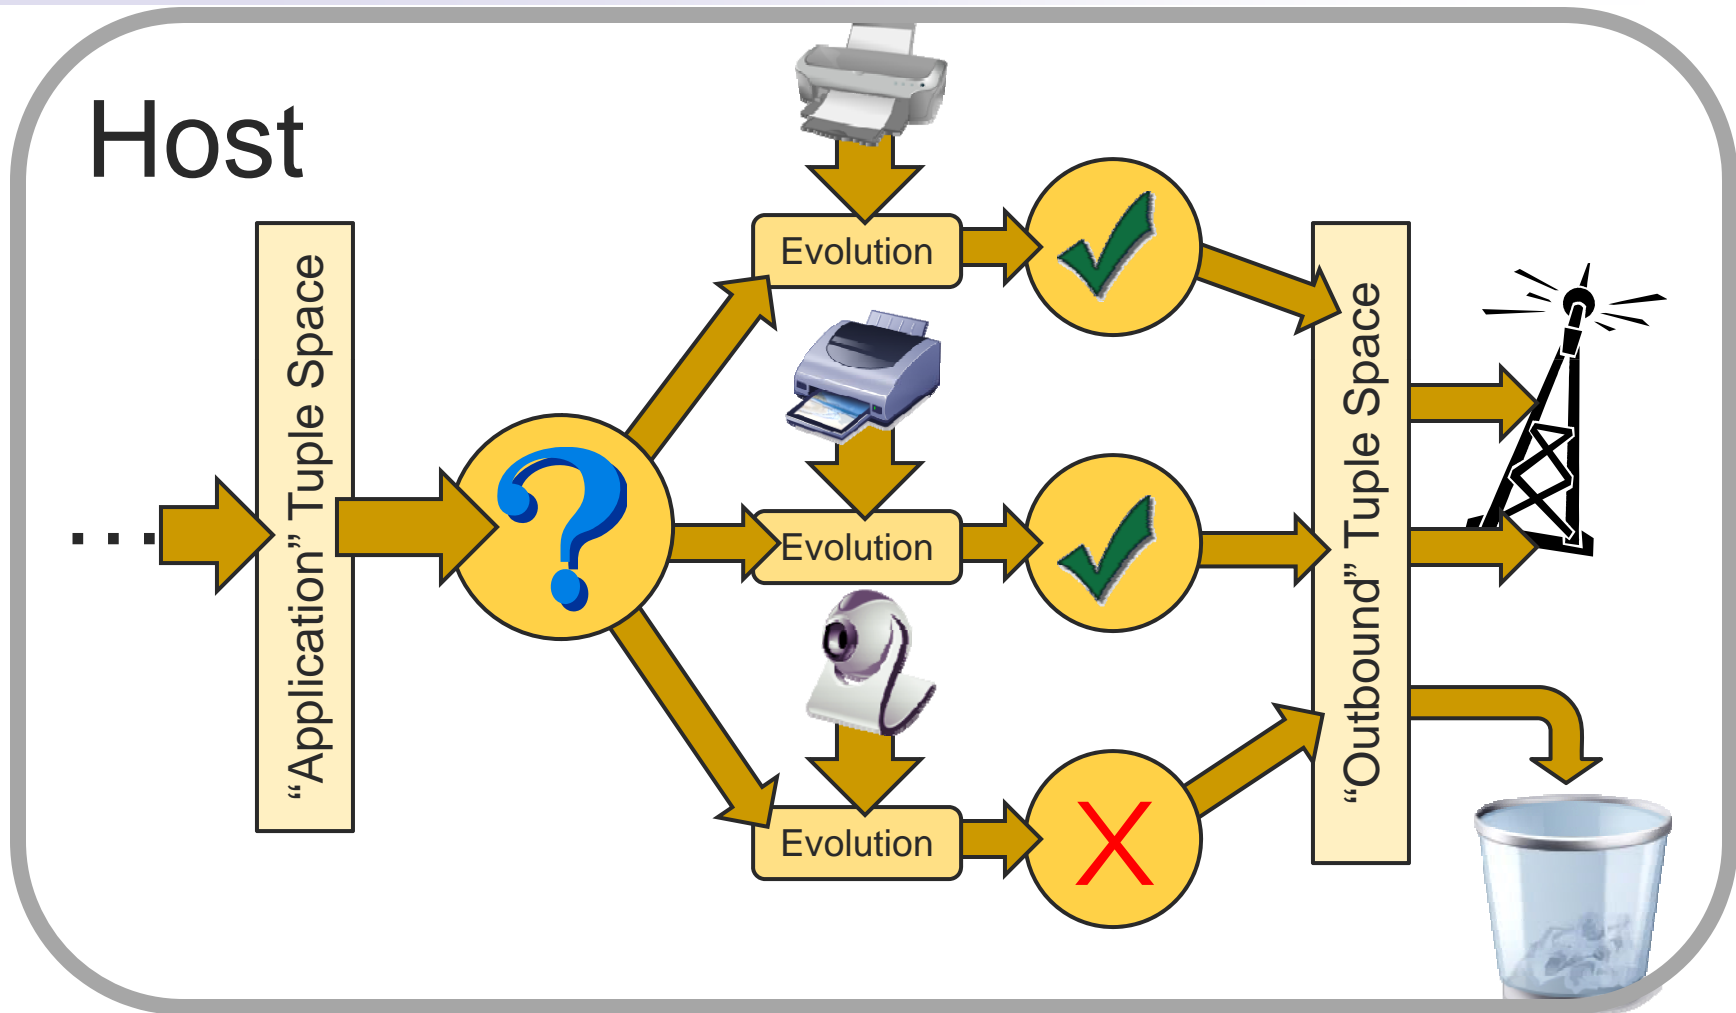 Host
“Application” Tuple Space
Evolution
Evolution
Evolution
X
“Outbound” Tuple Space